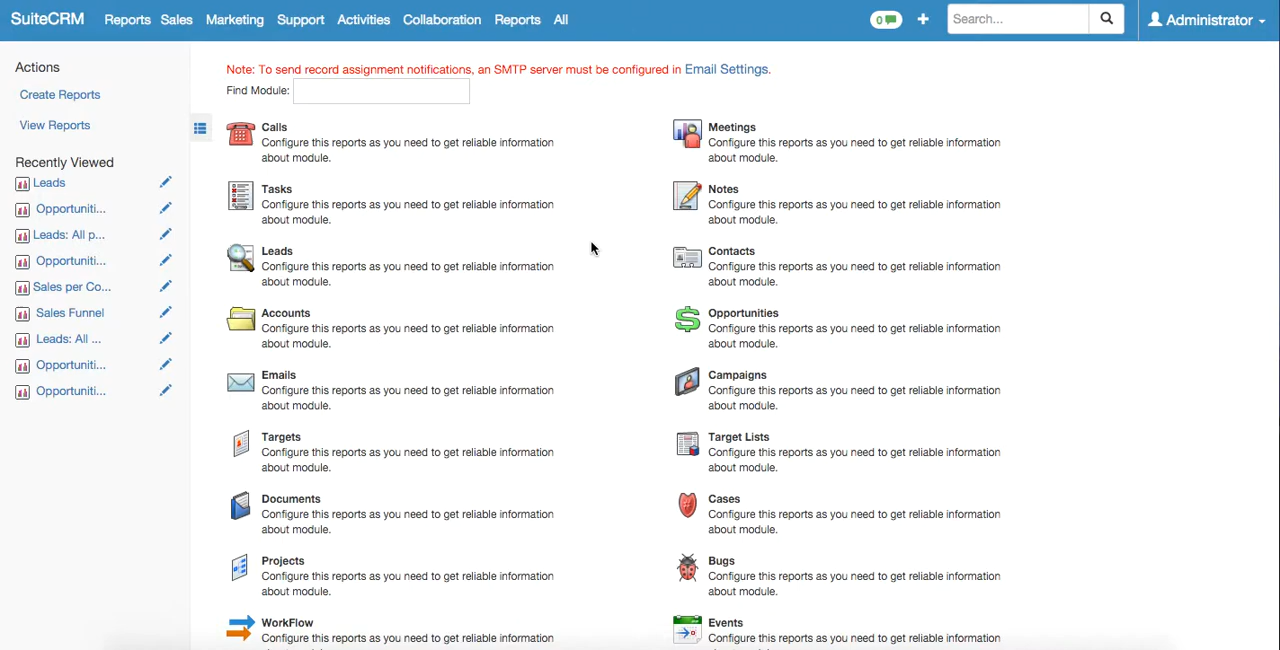 SuiteCRM Reports Sales Marketing Support Activities Collaboration Reports All 0 Search... Administrator
Actions
Create Reports
View Reports
Recently Viewed
Leads
Opportuniti...
Leads: All p...
Opportuniti...
Sales per Co...
Sales Funnel
Leads: All ...
Opportuniti...
Opportuniti...
Note: To send record assignment notifications, an SMTP server must be configured in Email Settings.
Find Module:
Calls
Configure this reports as you need to get reliable information
about module.
Meetings
Configure this reports as you need to get reliable information
about module.
Tasks
Configure this reports as you need to get reliable information
about module.
Notes
Configure this reports as you need to get reliable information
about module.
Leads
Configure this reports as you need to get reliable information
about module.
Contacts
Configure this reports as you need to get reliable information
about module.
Accounts
Configure this reports as you need to get reliable information
about module.
Opportunities
Configure this reports as you need to get reliable information
about module.
Emails
Configure this reports as you need to get reliable information
about module.
Campaigns
Configure this reports as you need to get reliable information
about module.
Targets
Configure this reports as you need to get reliable information
about module.
Target Lists
Configure this reports as you need to get reliable information
about module.
Documents
Configure this reports as you need to get reliable information
about module.
Cases
Configure this reports as you need to get reliable information
about module.
Projects
Configure this reports as you need to get reliable information
about module.
Bugs
Configure this reports as you need to get reliable information
about module.
WorkFlow
Configure this reports as you need to get reliable information
Events
Configure this reports as you need to get reliable information